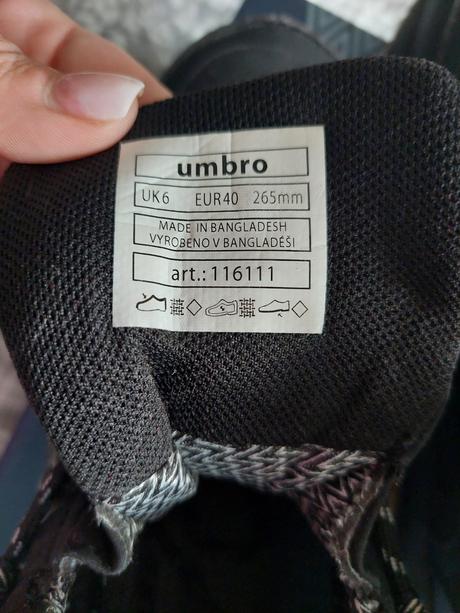 umbro
UK6 EUR40 265mm
MADE IN BANGLADESH
VYROBENO V BANGLADÉŠI
art.: 116111